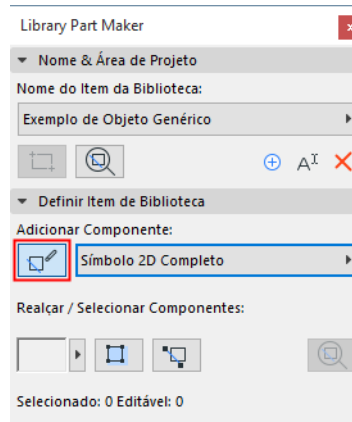 Library Part Maker
Nome & Área de Projeto
Nome do Item da Biblioteca:
Exemplo de Objeto Genérico
Definir Item de Biblioteca
Adicionar Componente:
Símbolo 2D Completo
Realçar / Selecionar Componentes:
Selecionado: 0 Editável: 0